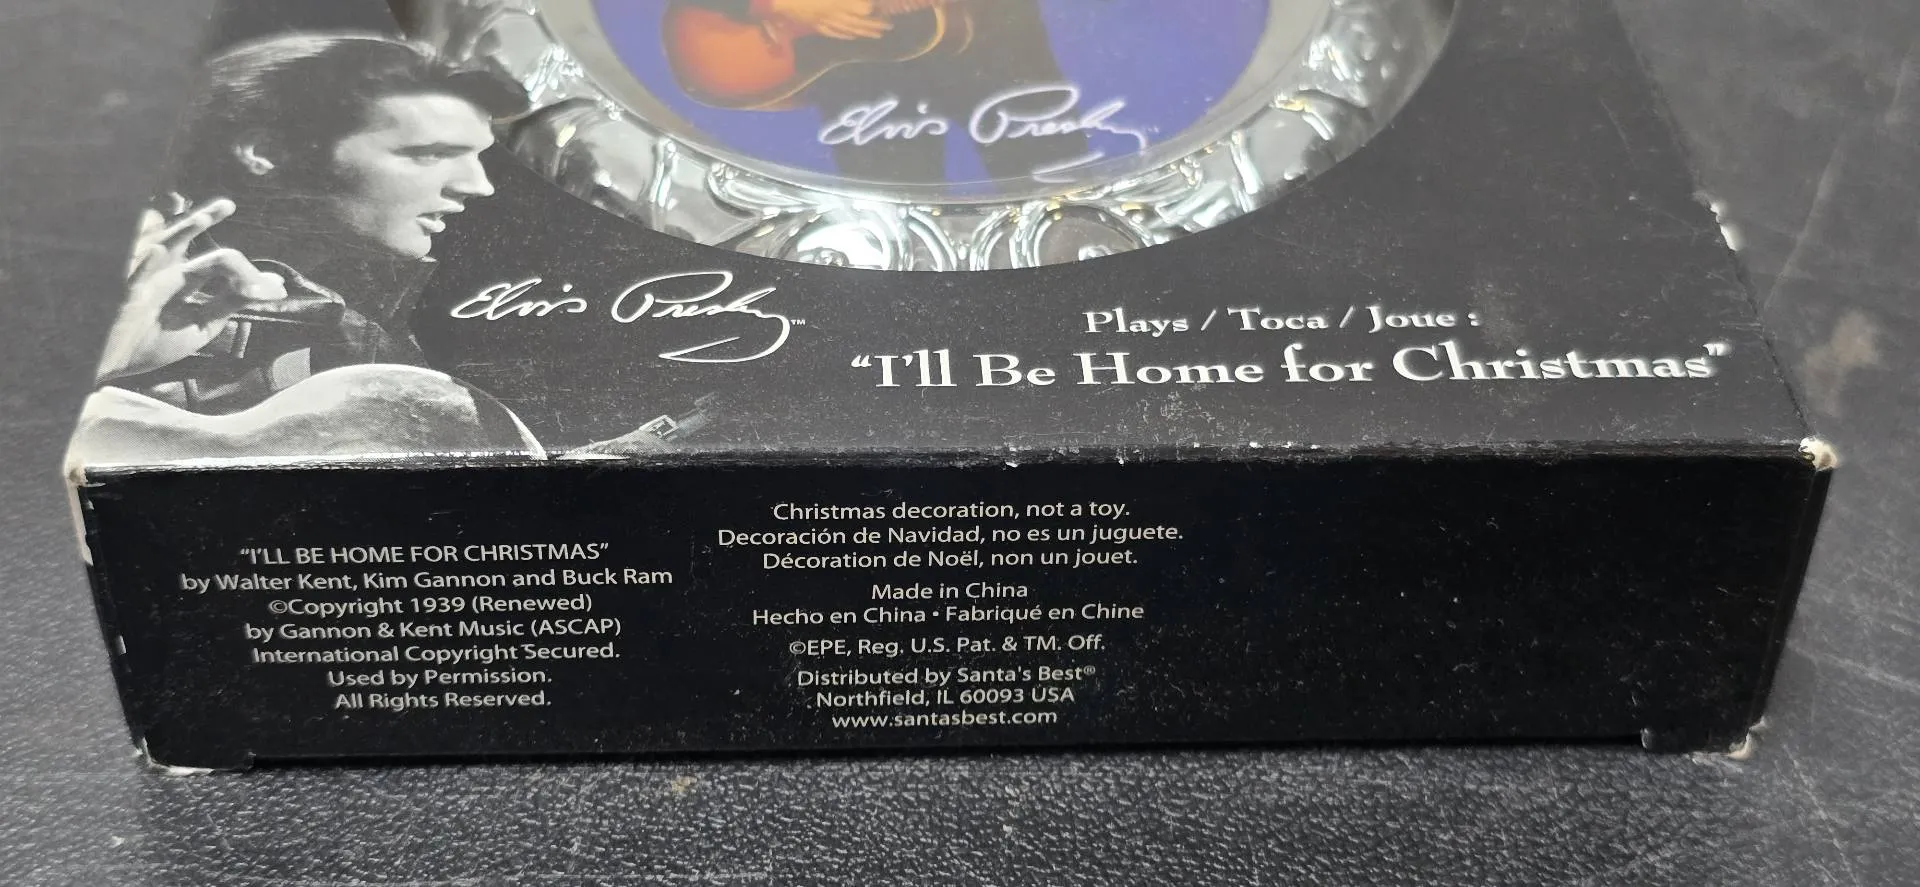 Elvis Presley
Elvis Presley™
Plays / Toca / Joue :
“I'll Be Home for Christmas”
“I'LL BE HOME FOR CHRISTMAS”
by Walter Kent, Kim Gannon and Buck Ram
©Copyright 1939 (Renewed)
by Gannon & Kent Music (ASCAP)
International Copyright Secured.
Used by Permission.
All Rights Reserved.
Christmas decoration, not a toy.
Decoración de Navidad, no es un juguete.
Décoration de Noël, non un jouet.
Made in China
Hecho en China • Fabriqué en Chine
©EPE, Reg. U.S. Pat. & TM. Off.
Distributed by Santa's Best®
Northfield, IL 60093 USA
www.santasbest.com